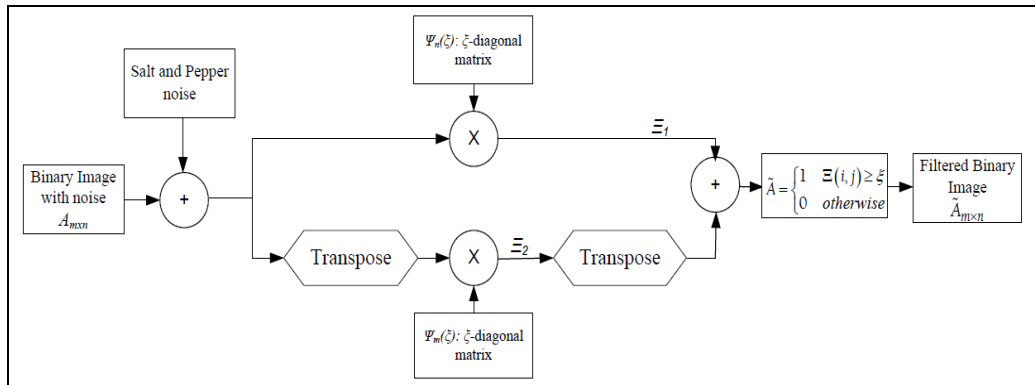 Salt and Pepper
noise
Ψn(ξ): ξ-diagonal
matrix
Binary Image
with noise
Amxn
+
X
Ξ1
+
Ã = {1 Ξ(i,j) ≥ ξ
0 otherwise
Filtered Binary
Image
Ãm×n
Transpose
X
Ξ2
Transpose
Ψm(ξ): ξ-diagonal
matrix